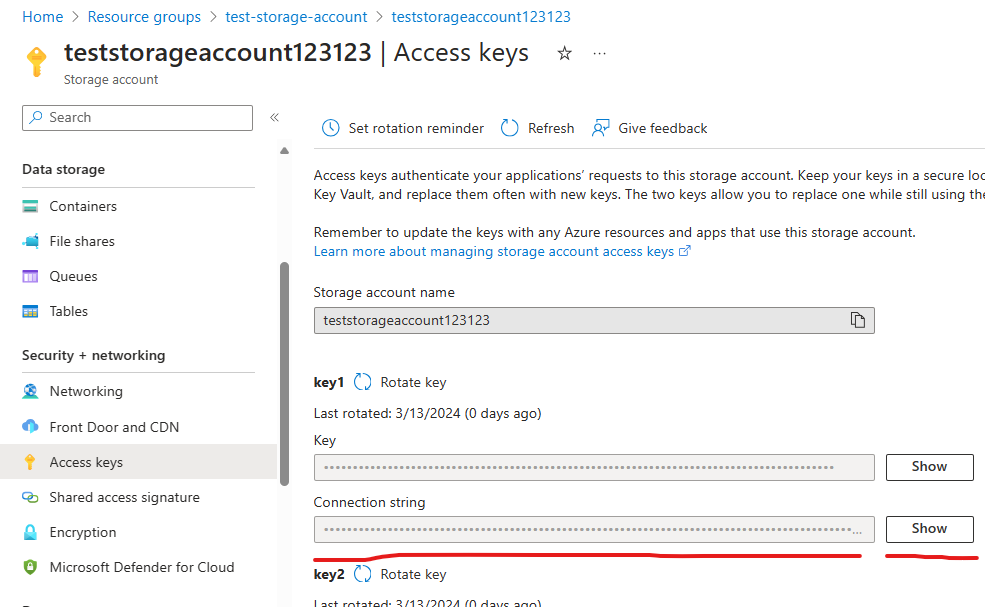 Home > Resource groups > test-storage-account > teststorageaccount123123
teststorageaccount123123 | Access keys
Storage account
Search
Set rotation reminder Refresh Give feedback
Data storage
Containers
File shares
Queues
Tables
Security + networking
Networking
Front Door and CDN
Access keys
Shared access signature
Encryption
Microsoft Defender for Cloud
Access keys authenticate your applications' requests to this storage account. Keep your keys in a secure
Key Vault, and replace them often with new keys. The two keys allow you to replace one while still using
Remember to update the keys with any Azure resources and apps that use this storage account.
Learn more about managing storage account access keys
Storage account name
teststorageaccount123123
key1 Rotate key
Last rotated: 3/13/2024 (0 days ago)
Key
Show
Connection string
Show
key2 Rotate key
Last rotated: 3/13/2024 (0 days ago)